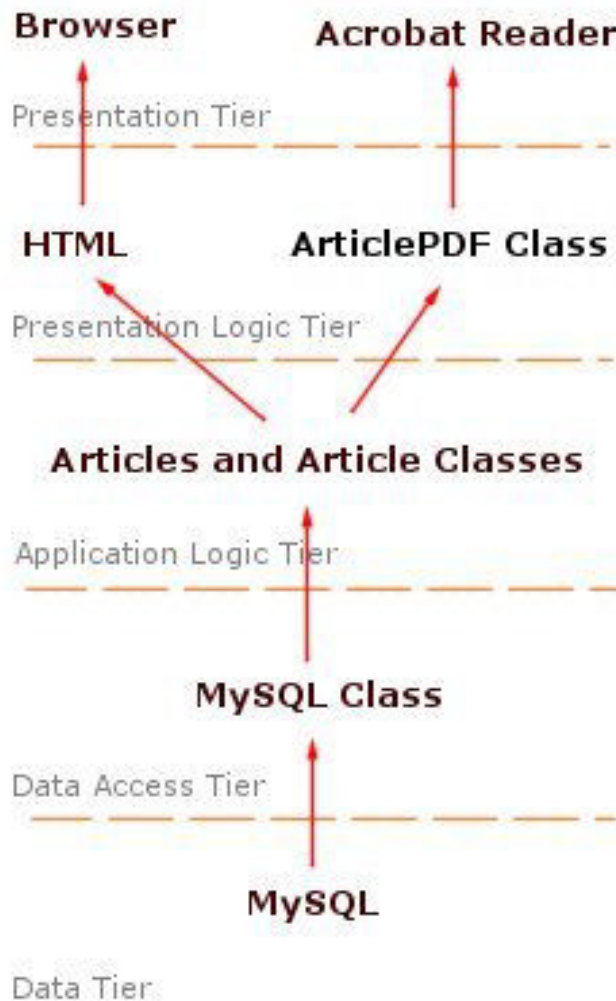 Browser
Acrobat Reader
Presentation Tier
HTML
ArticlePDF Class
Presentation Logic Tier
Articles and Article Classes
Application Logic Tier
MySQL Class
Data Access Tier
MySQL
Data Tier